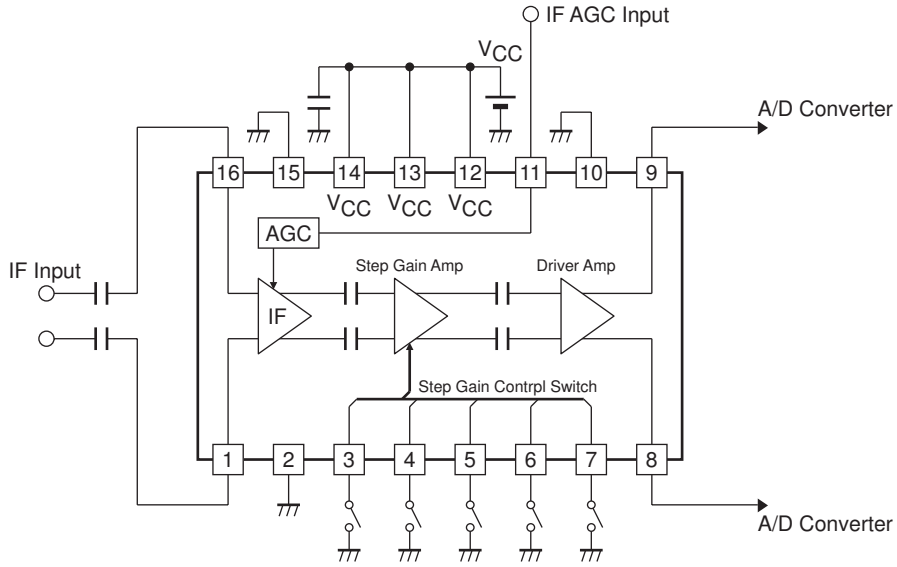 IF AGC Input
VCC
A/D Converter
16 15 14 13 12 11 10 9
VCC VCC VCC
AGC
IF Input
Step Gain Amp
Driver Amp
IF
Step Gain Contrpl Switch
1 2 3 4 5 6 7 8
A/D Converter